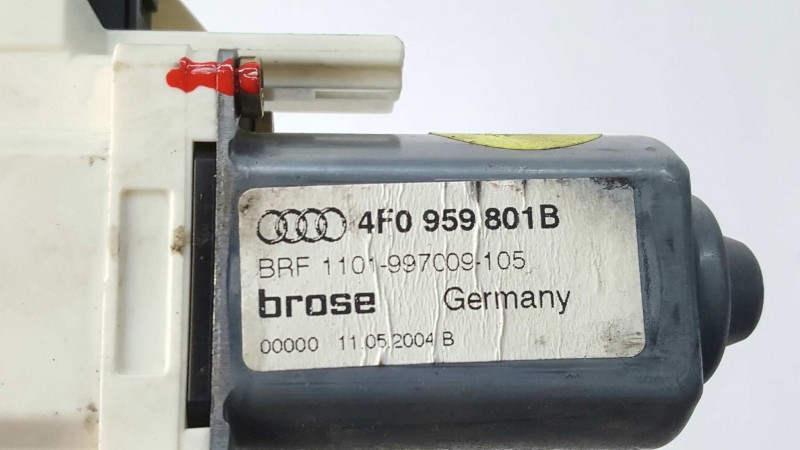 4F0 959 801B
BRF 1101-997009-105
brose Germany
00000 11.05.2004 B